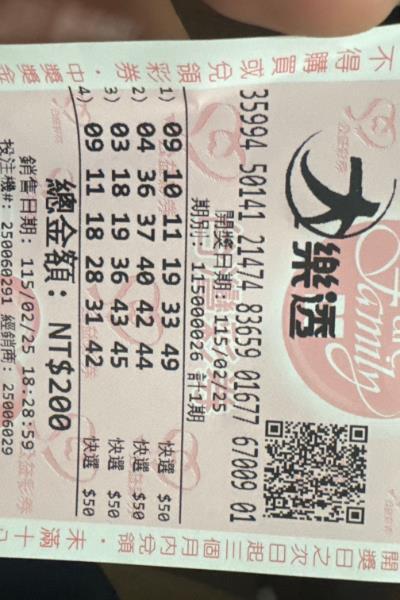 大樂透
35994 50141 21474 83659 01677 67009 01
開獎日期: 115/02/25
期別: 115000026 計1期
1) 09 10 11 19 33 49 快選 $50
2) 04 36 37 40 42 44 快選 $50
3) 03 18 19 36 43 45 快選 $50
4) 09 11 18 28 31 42 快選 $50
總金額: NT$200
銷售日期: 115/02/25 18:28:59
投注機#: 250060291 經銷商: 25006029
Family
開獎日之次日起三個月內兌領
未滿十八
不得購買或兌領彩券
中獎獎金